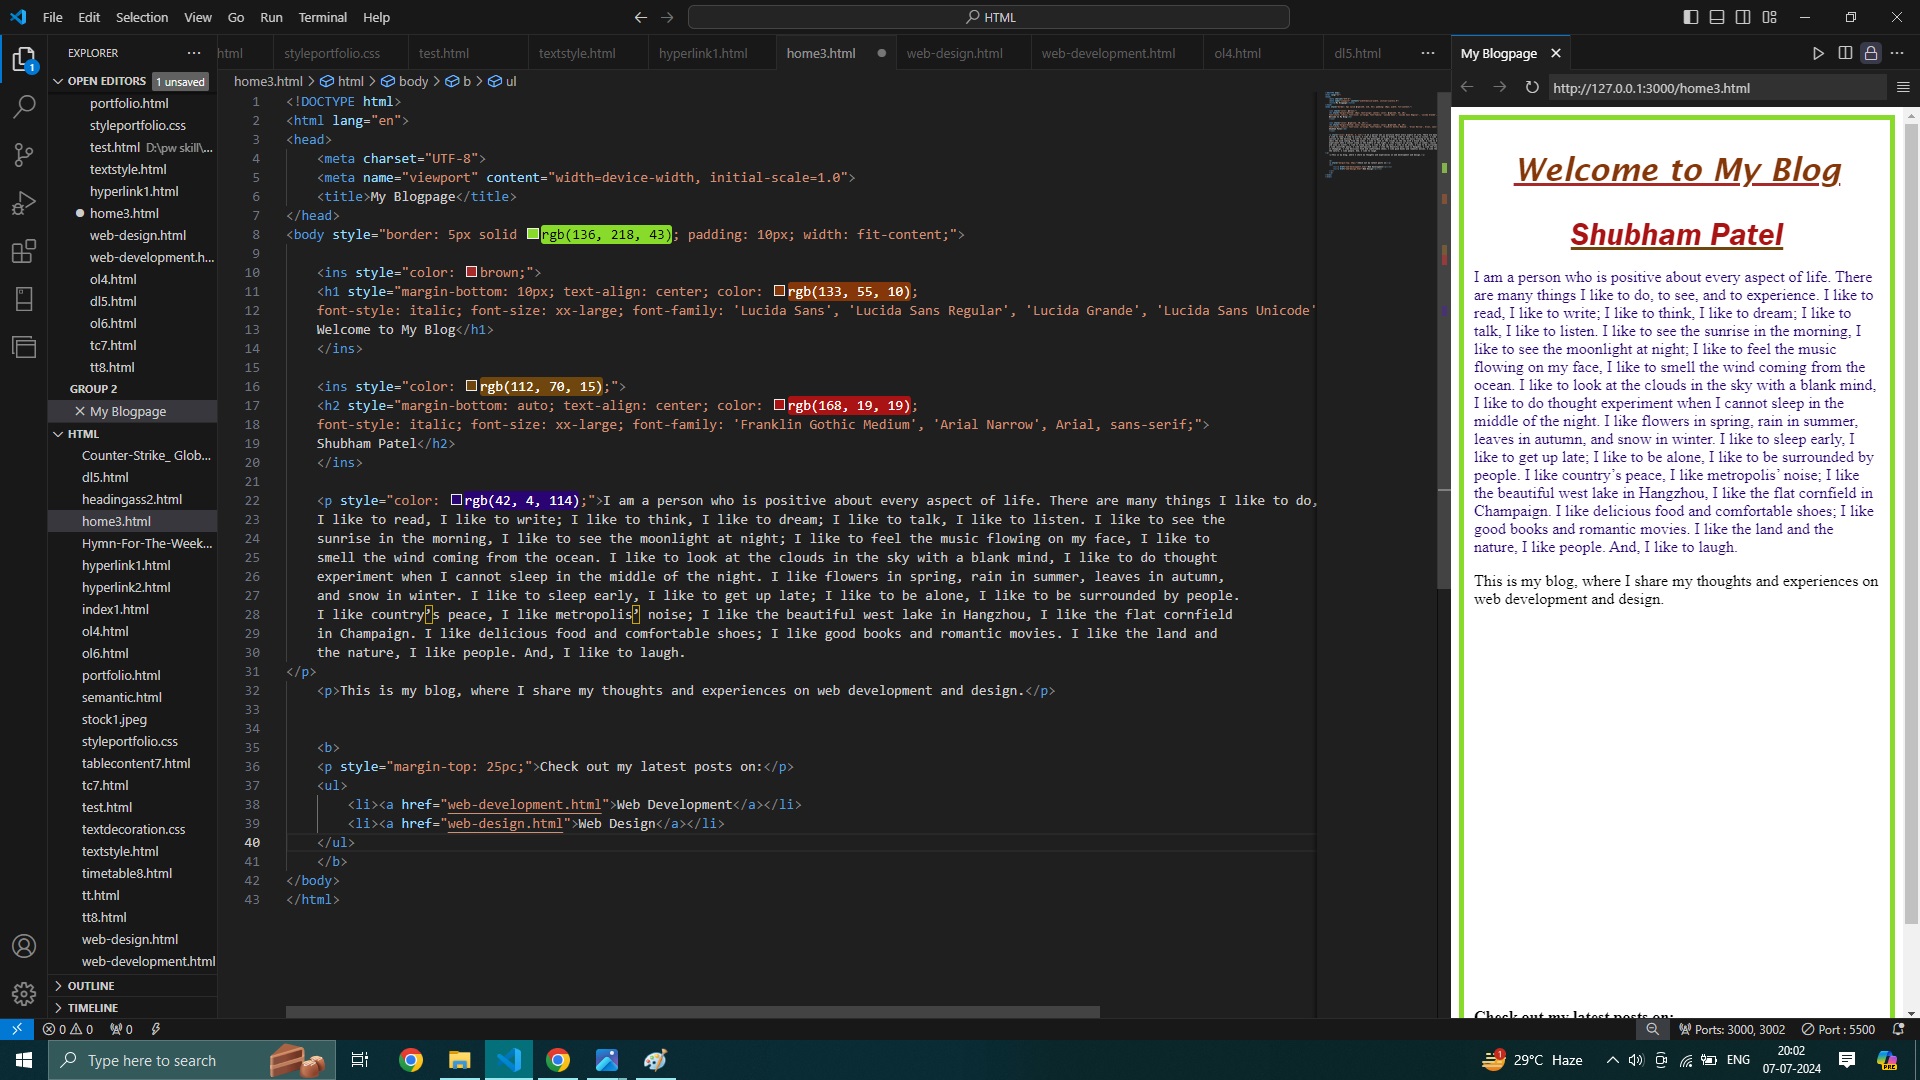 File Edit Selection View Go Run Terminal Help
HTML
EXPLORER
OPEN EDITORS 1 unsaved
portfolio.html
styleportfolio.css
test.html D:\pw skill\...
textstyle.html
hyperlink1.html
home3.html
web-design.html
web-development.h...
ol4.html
dl5.html
ol6.html
tc7.html
tt8.html
GROUP 2
My Blogpage
HTML
Counter-Strike_ Glob...
dl5.html
headingass2.html
home3.html
Hymn-For-The-Week...
hyperlink1.html
hyperlink2.html
index1.html
ol4.html
ol6.html
portfolio.html
semantic.html
stock1.jpeg
styleportfolio.css
tablecontent7.html
tc7.html
test.html
textdecoration.css
textstyle.html
timetable8.html
tt.html
tt8.html
web-design.html
web-development.html
OUTLINE
TIMELINE
html styleportfolio.css test.html textstyle.html hyperlink1.html home3.html web-design.html web-development.html ol4.html dl5.html
home3.html > html > body > b > ul
1 <!DOCTYPE html>
2 <html lang="en">
3 <head>
4 <meta charset="UTF-8">
5 <meta name="viewport" content="width=device-width, initial-scale=1.0">
6 <title>My Blogpage</title>
7 </head>
8 <body style="border: 5px solid rgb(136, 218, 43); padding: 10px; width: fit-content;">
9
10 <ins style="color: brown;">
11 <h1 style="margin-bottom: 10px; text-align: center; color: rgb(133, 55, 10);
12 font-style: italic; font-size: xx-large; font-family: 'Lucida Sans', 'Lucida Sans Regular', 'Lucida Grande', 'Lucida Sans Unicode'
13 Welcome to My Blog</h1>
14 </ins>
15
16 <ins style="color: rgb(112, 70, 15);">
17 <h2 style="margin-bottom: auto; text-align: center; color: rgb(168, 19, 19);
18 font-style: italic; font-size: xx-large; font-family: 'Franklin Gothic Medium', 'Arial Narrow', Arial, sans-serif;">
19 Shubham Patel</h2>
20 </ins>
21
22 <p style="color: rgb(42, 4, 114);">I am a person who is positive about every aspect of life. There are many things I like to do,
23 I like to read, I like to write; I like to think, I like to dream; I like to talk, I like to listen. I like to see the
24 sunrise in the morning, I like to see the moonlight at night; I like to feel the music flowing on my face, I like to
25 smell the wind coming from the ocean. I like to look at the clouds in the sky with a blank mind, I like to do thought
26 experiment when I cannot sleep in the middle of the night. I like flowers in spring, rain in summer, leaves in autumn,
27 and snow in winter. I like to sleep early, I like to get up late; I like to be alone, I like to be surrounded by people.
28 I like country’s peace, I like metropolis’ noise; I like the beautiful west lake in Hangzhou, I like the flat cornfield
29 in Champaign. I like delicious food and comfortable shoes; I like good books and romantic movies. I like the land and
30 the nature, I like people. And, I like to laugh.
31 </p>
32 <p>This is my blog, where I share my thoughts and experiences on web development and design.</p>
33
34
35 <b>
36 <p style="margin-top: 25pc;">Check out my latest posts on:</p>
37 <ul>
38 <li><a href="web-development.html">Web Development</a></li>
39 <li><a href="web-design.html">Web Design</a></li>
40 </ul>
41 </b>
42 </body>
43 </html>
My Blogpage
http://127.0.0.1:3000/home3.html
Welcome to My Blog
Shubham Patel
I am a person who is positive about every aspect of life. There
are many things I like to do, to see, and to experience. I like to
read, I like to write; I like to think, I like to dream; I like to
talk, I like to listen. I like to see the sunrise in the morning, I
like to see the moonlight at night; I like to feel the music
flowing on my face, I like to smell the wind coming from the
ocean. I like to look at the clouds in the sky with a blank mind,
I like to do thought experiment when I cannot sleep in the
middle of the night. I like flowers in spring, rain in summer,
leaves in autumn, and snow in winter. I like to sleep early, I
like to get up late; I like to be alone, I like to be surrounded by
people. I like country’s peace, I like metropolis’ noise; I like
the beautiful west lake in Hangzhou, I like the flat cornfield in
Champaign. I like delicious food and comfortable shoes; I like
good books and romantic movies. I like the land and the
nature, I like people. And, I like to laugh.
This is my blog, where I share my thoughts and experiences on
web development and design.
Check out my latest posts on:
0 0 0 Ports: 3000, 3002 Port : 5500
Type here to search
29°C Haze ENG 20:02
07-07-2024